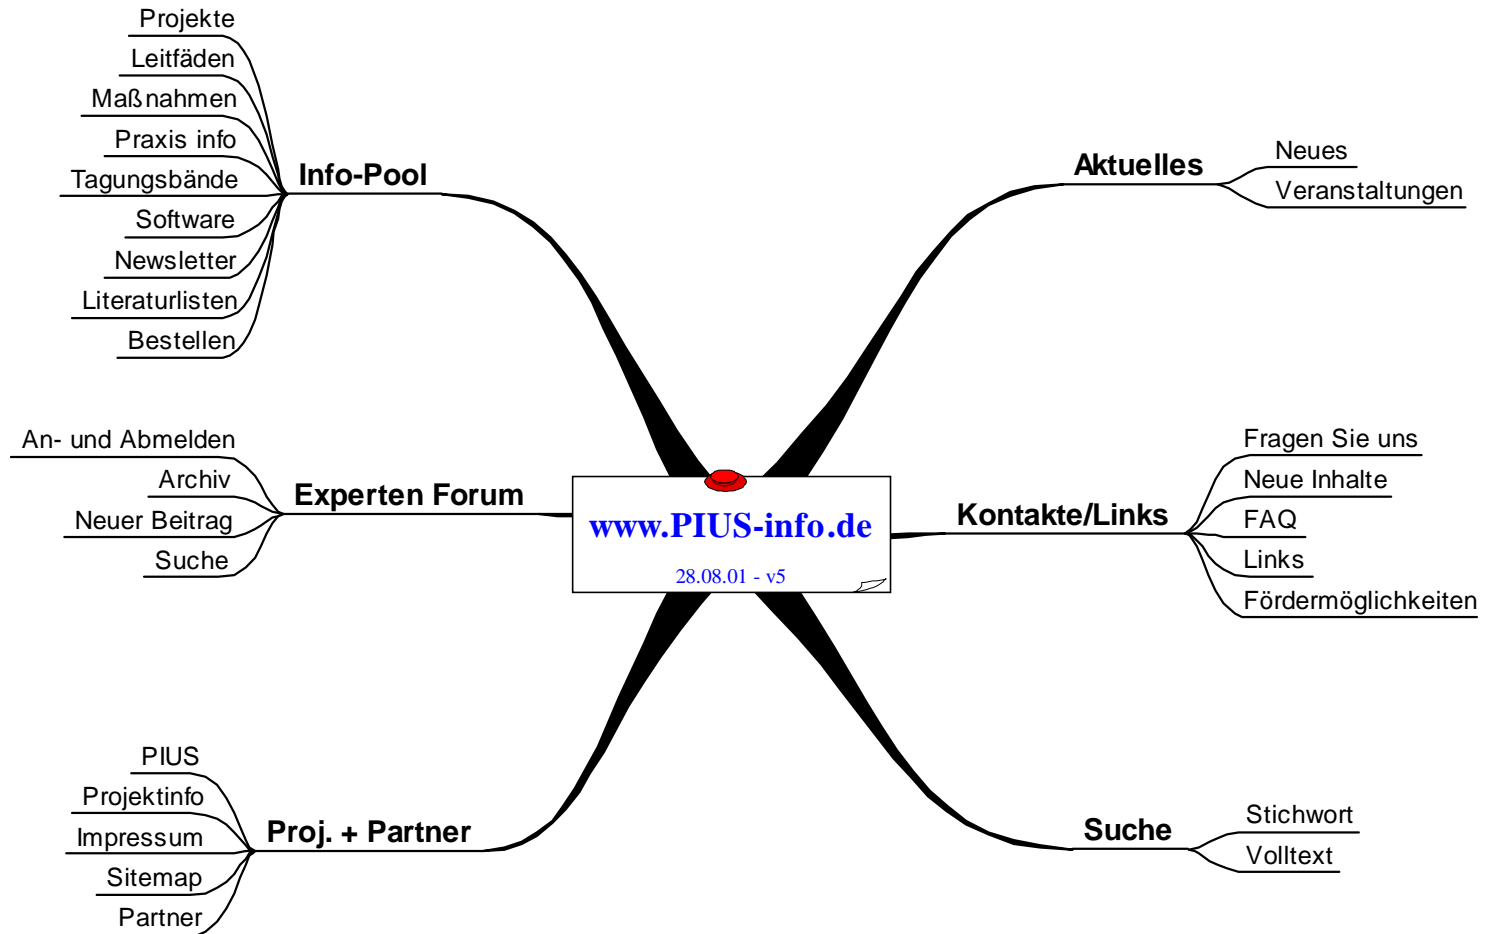 www.PIUS-info.de
28.08.01 - v5
Info-Pool
Projekte
Leitfäden
Maßnahmen
Praxis info
Tagungsbände
Software
Newsletter
Literaturlisten
Bestellen
Experten Forum
An- und Abmelden
Archiv
Neuer Beitrag
Suche
Proj. + Partner
PIUS
Projektinfo
Impressum
Sitemap
Partner
Aktuelles
Neues
Veranstaltungen
Kontakte/Links
Fragen Sie uns
Neue Inhalte
FAQ
Links
Fördermöglichkeiten
Suche
Stichwort
Volltext